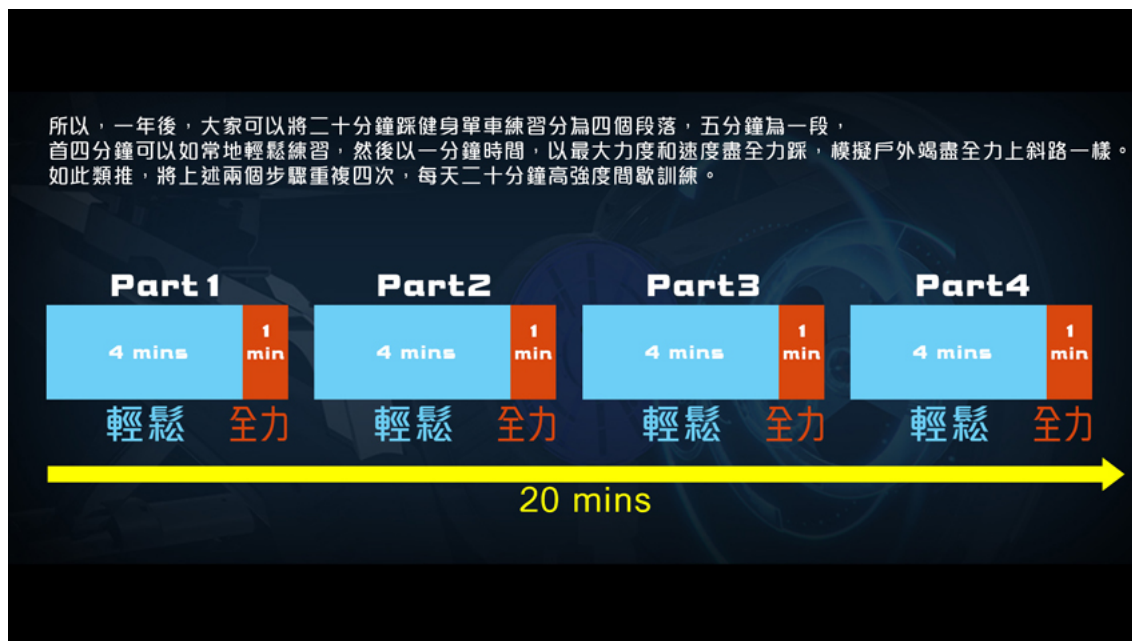 所以，一年後，大家可以將二十分鐘踩健身單車練習分為四個段落，五分鐘為一段，
首四分鐘可以如常地輕鬆練習，然後以一分鐘時間，以最大力度和速度盡全力踩，模擬戶外竭盡全力上斜路一樣。
如此類推，將上述兩個步驟重複四次，每天二十分鐘高強度間歇訓練。
Part1 Part2 Part3 Part4
4 mins 1 min 4 mins 1 min 4 mins 1 min 4 mins 1 min
輕鬆 全力 輕鬆 全力 輕鬆 全力 輕鬆 全力
20 mins